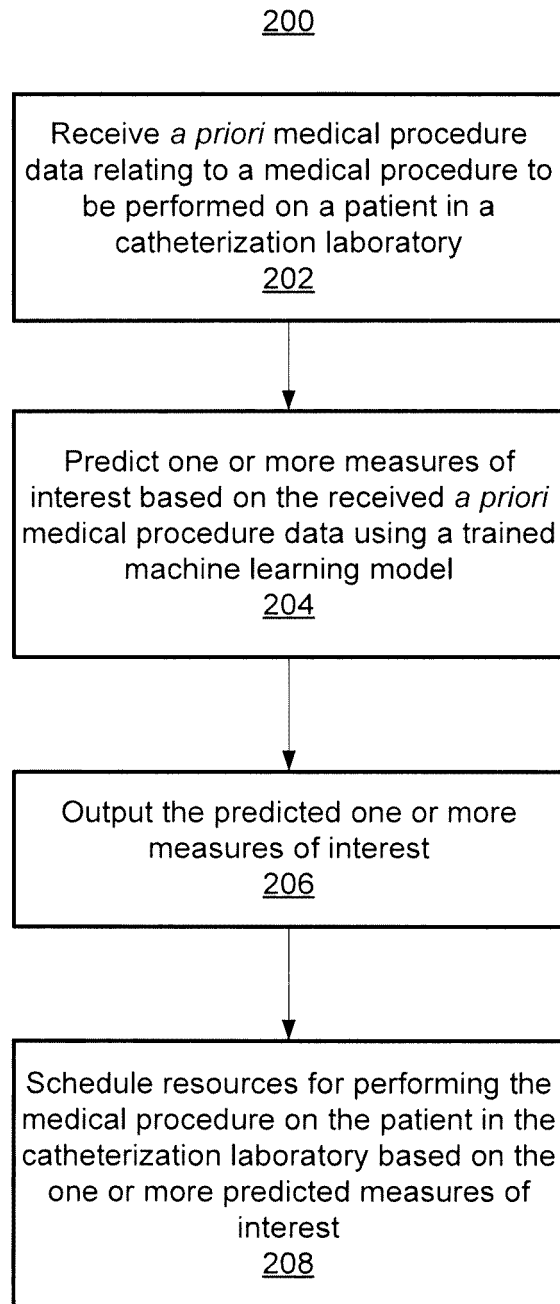 200
Receive a priori medical procedure
data relating to a medical procedure to
be performed on a patient in a
catheterization laboratory
202
Predict one or more measures of
interest based on the received a priori
medical procedure data using a trained
machine learning model
204
Output the predicted one or more
measures of interest
206
Schedule resources for performing the
medical procedure on the patient in the
catheterization laboratory based on the
one or more predicted measures of
interest
208